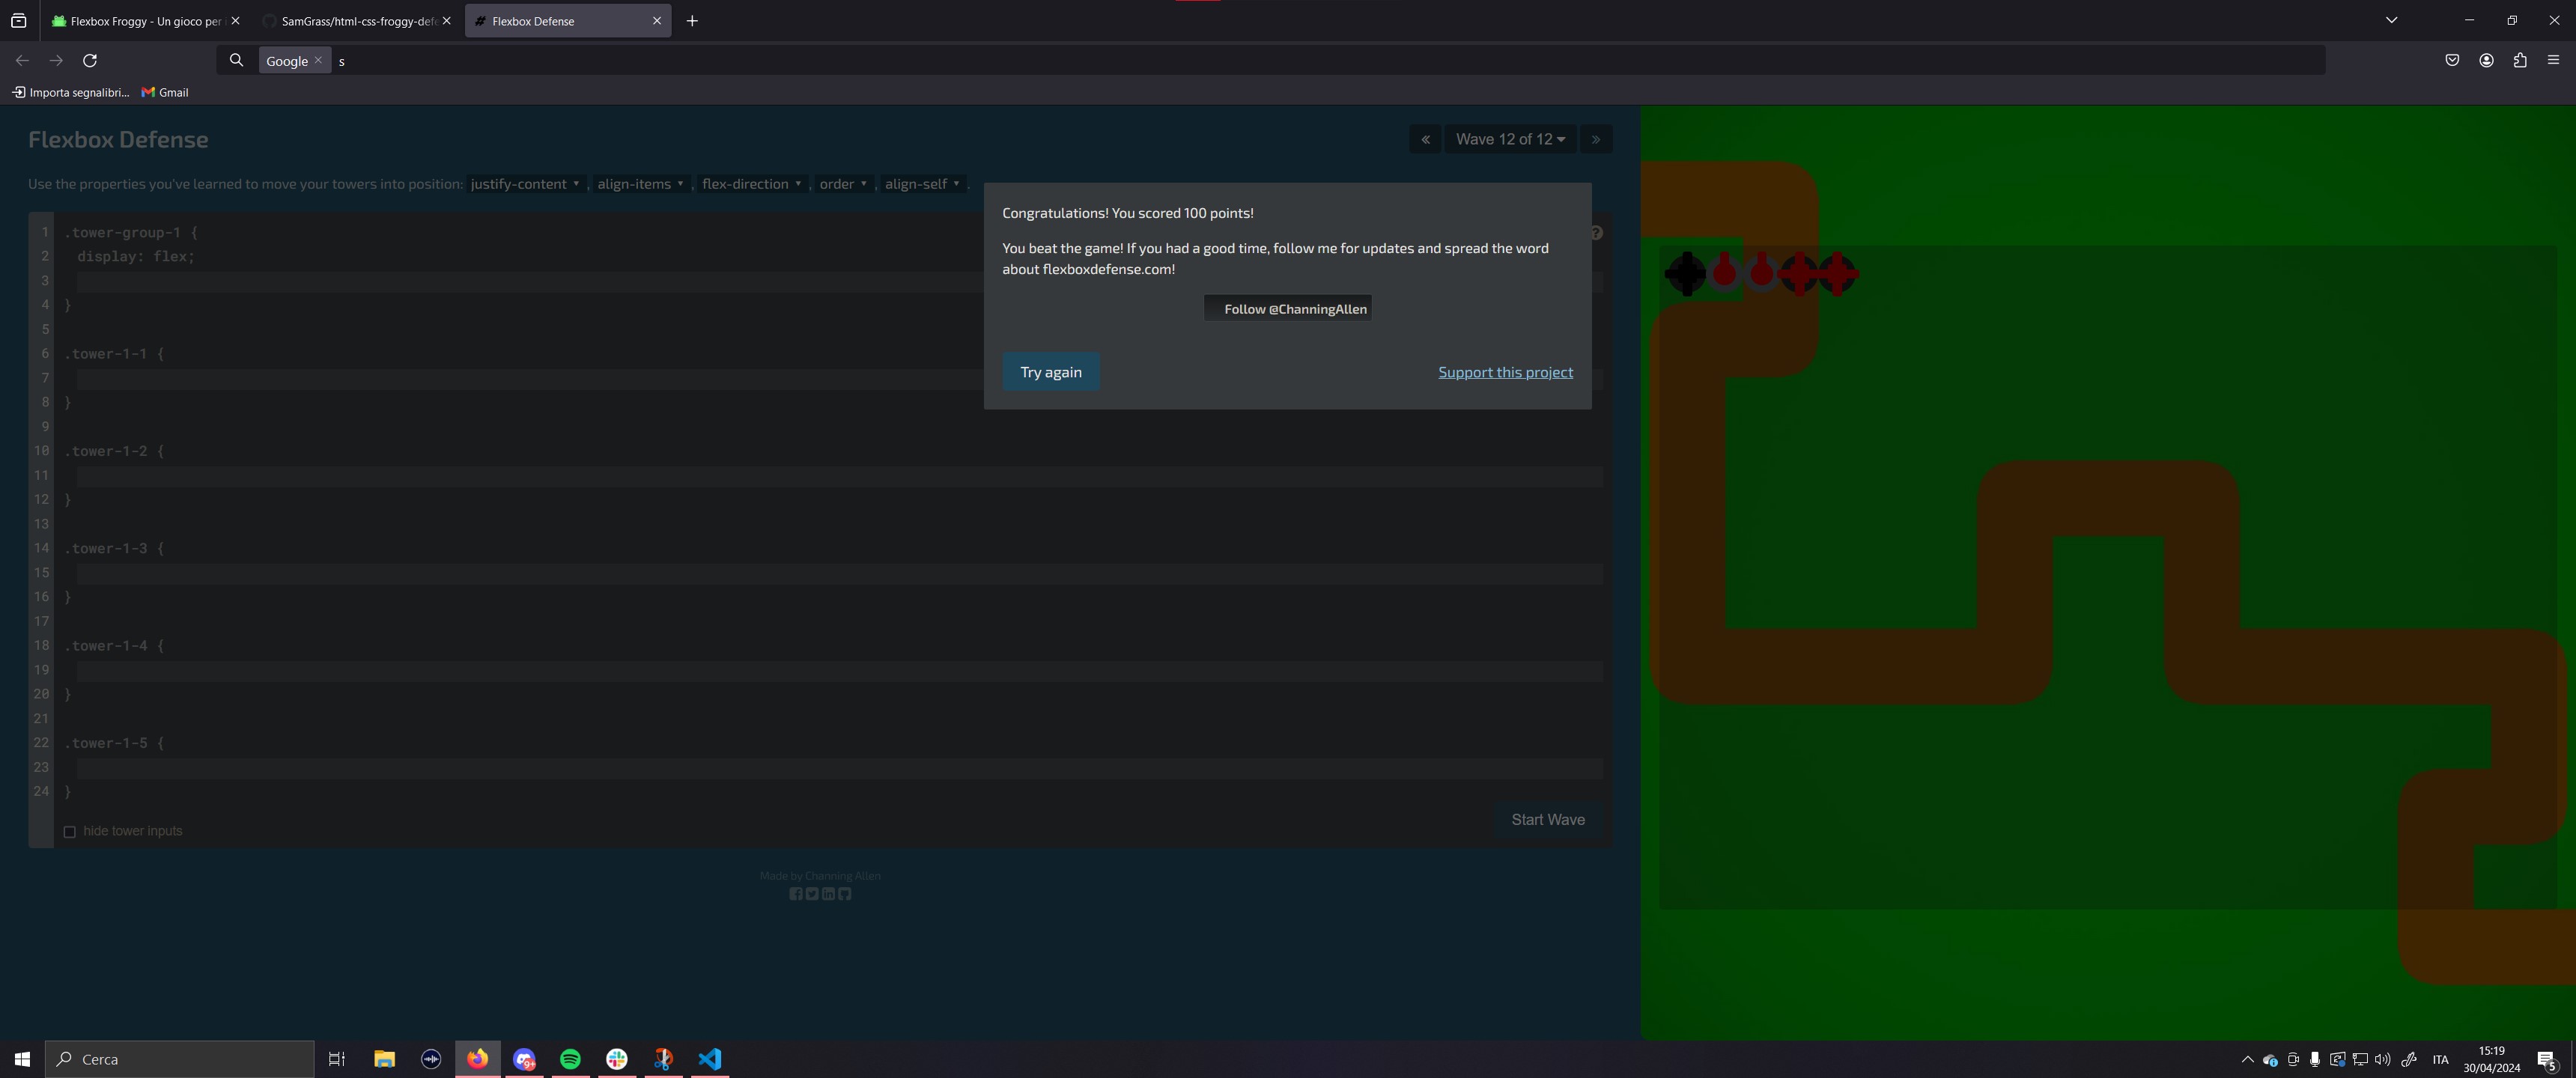 Flexbox Froggy - Un gioco per
SamGrass/html-css-froggy-defe
Flexbox Defense
Google
s
Importa segnalibri...
Gmail
Flexbox Defense
Wave 12 of 12
Use the properties you've learned to move your towers into position: justify-content ▼ , align-items ▼ , flex-direction ▼ , order ▼ , align-self ▼ .
1 .tower-group-1 {
2 display: flex;
3
4 }
5
6 .tower-1-1 {
7
8 }
9
10 .tower-1-2 {
11
12 }
13
14 .tower-1-3 {
15
16 }
17
18 .tower-1-4 {
19
20 }
21
22 .tower-1-5 {
23
24 }
hide tower inputs
Start Wave
Congratulations! You scored 100 points!
You beat the game! If you had a good time, follow me for updates and spread the word
about flexboxdefense.com!
Follow @ChanningAllen
Try again
Support this project
Made by Channing Allen
Cerca
9+
ITA
15:19
30/04/2024
5